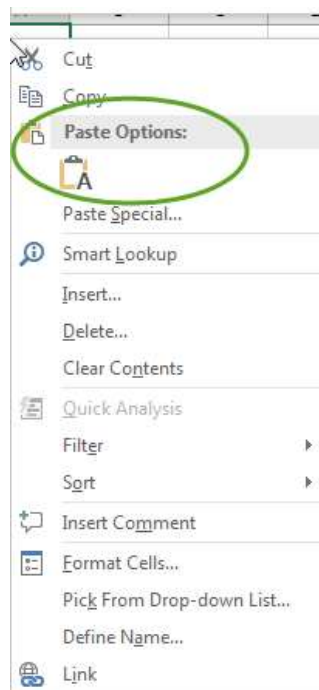 Cut
Copy
Paste Options:
A
Paste Special...
Smart Lookup
Insert...
Delete...
Clear Contents
Quick Analysis
Filter
Sort
Insert Comment
Format Cells...
Pick From Drop-down List...
Define Name...
Link